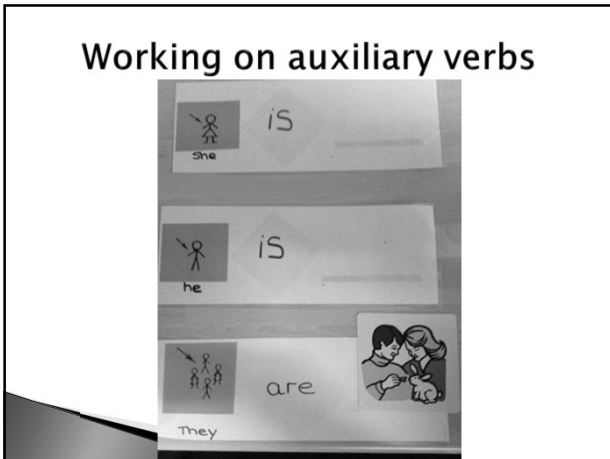 Working on auxiliary verbs
is
she
is
he
are
They